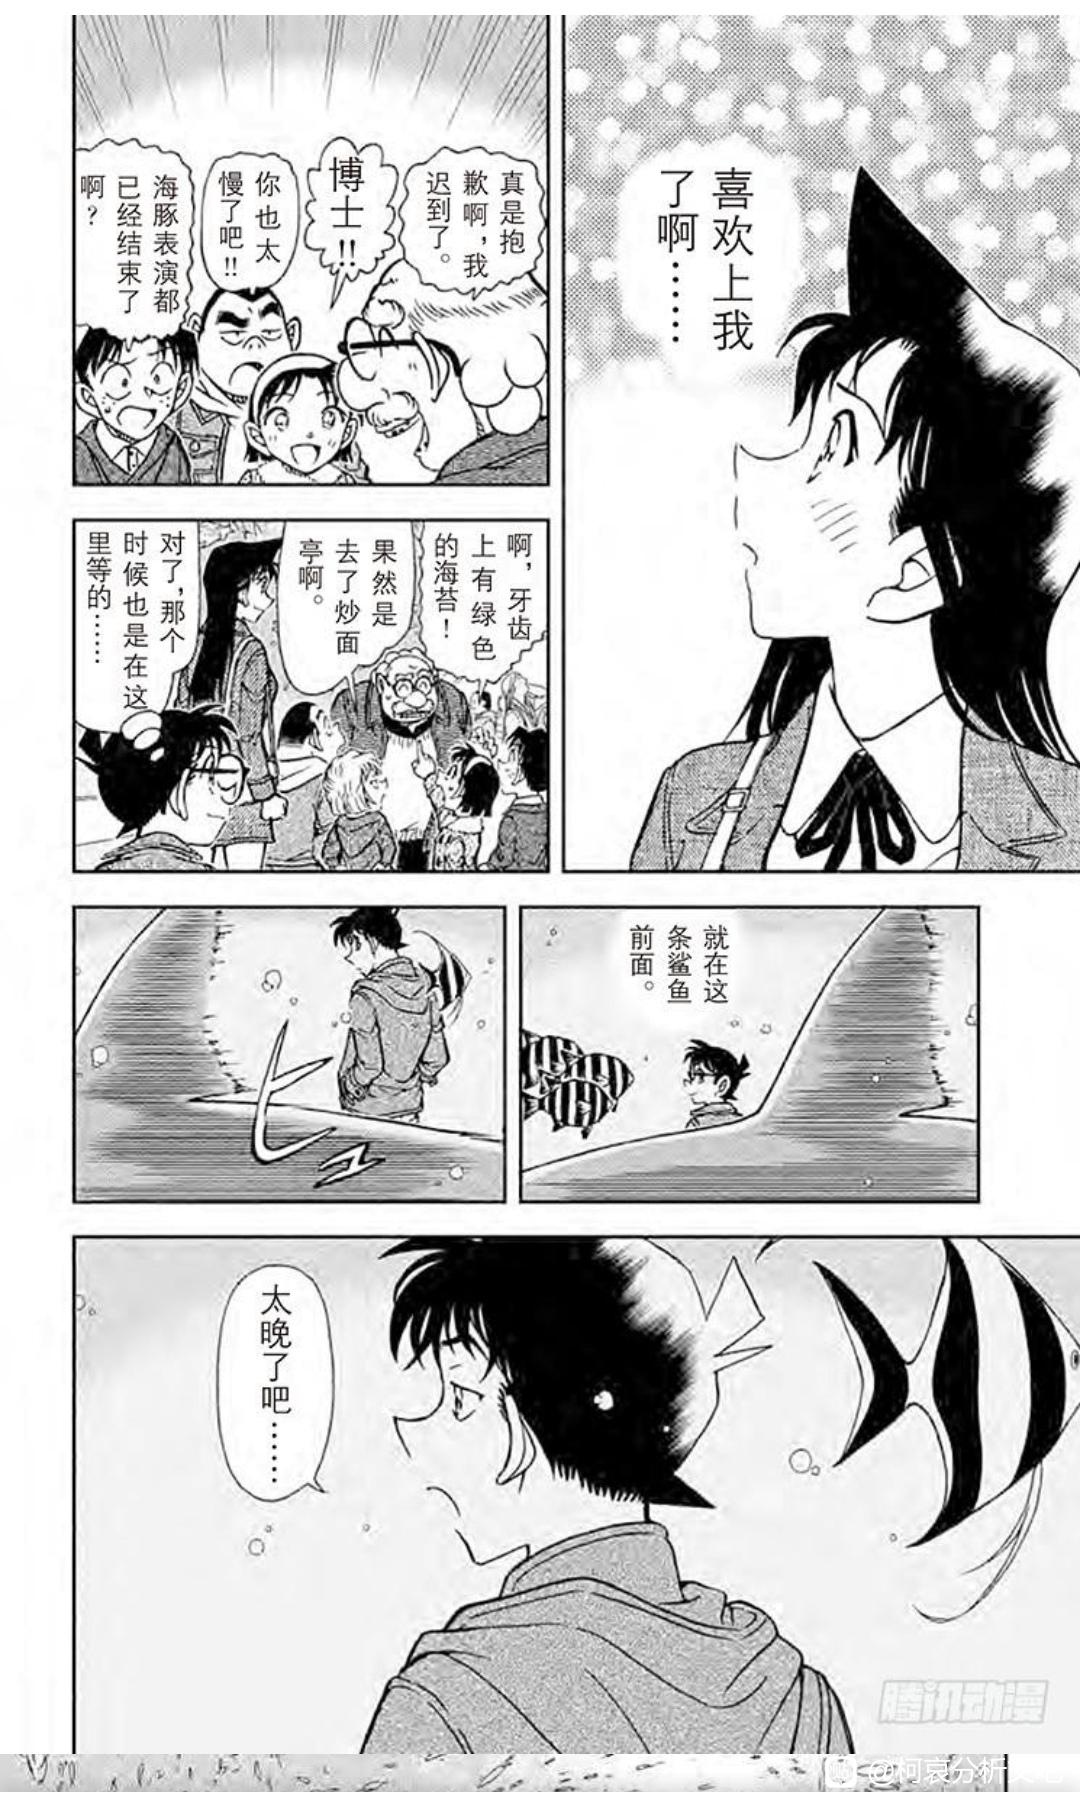 喜欢上我
了啊……
真是抱
歉啊，我
迟到了。
博士!!
你也太
慢了吧!!
海豚表演都
已经结束了
啊？
啊，牙齿
上有绿色
的海苔！
果然是
去了炒面
亭啊。
对了，那个
时候也是在这
里等的……
就在这
条鲨鱼
前面。
ヒュ
太晚了吧……
腾讯动漫
@柯哀分析